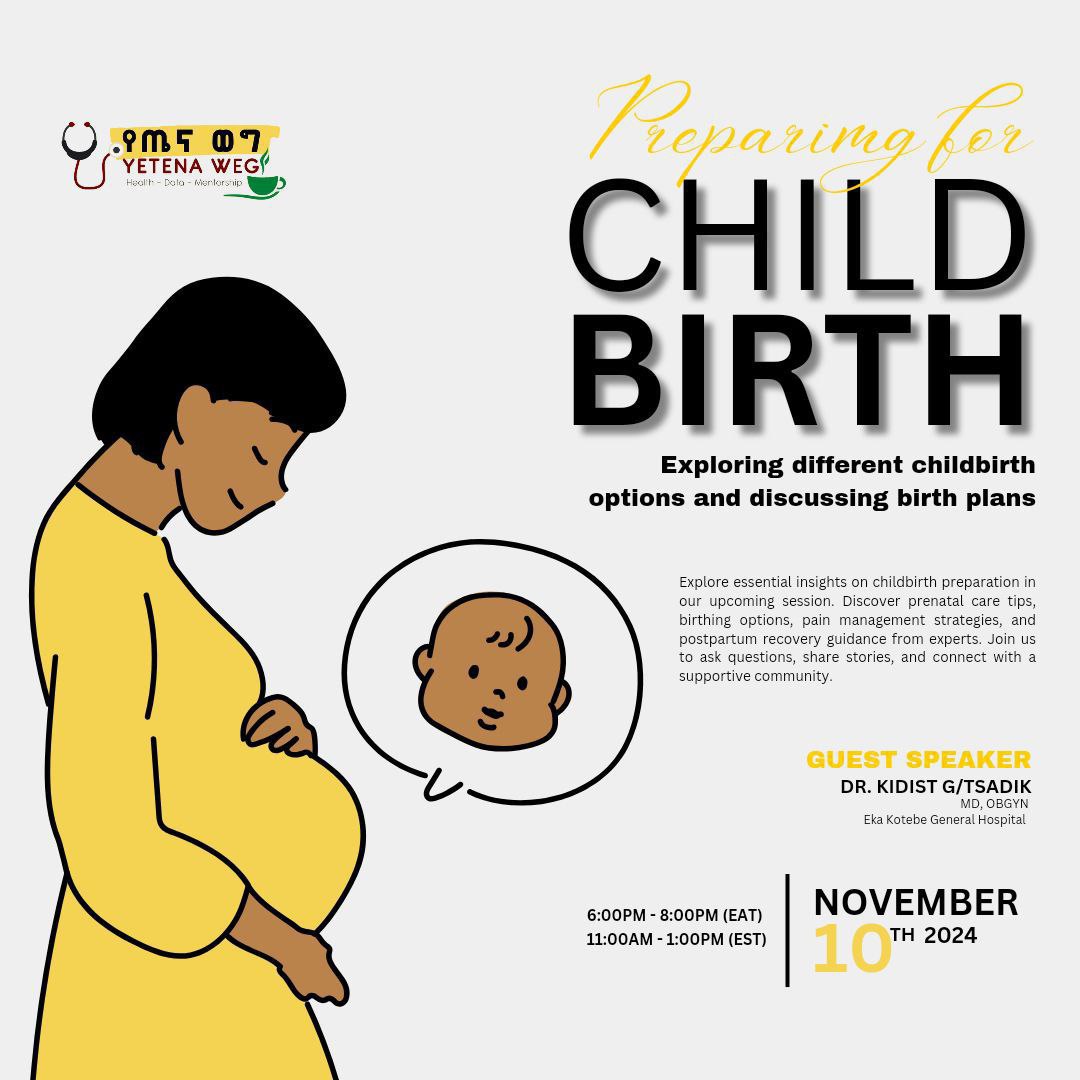 የጤና ወግ
YETENA WEG
Health - Data - Mentorship
Preparimg for
CHILD
BIRTH
Exploring different childbirth
options and discussing birth plans
Explore essential insights on childbirth preparation in
our upcoming session. Discover prenatal care tips,
birthing options, pain management strategies, and
postpartum recovery guidance from experts. Join us
to ask questions, share stories, and connect with a
supportive community.
GUEST SPEAKER
DR. KIDIST G/TSADIK
MD, OBGYN
Eka Kotebe General Hospital
6:00PM - 8:00PM (EAT)
11:00AM - 1:00PM (EST)
NOVEMBER
10TH 2024